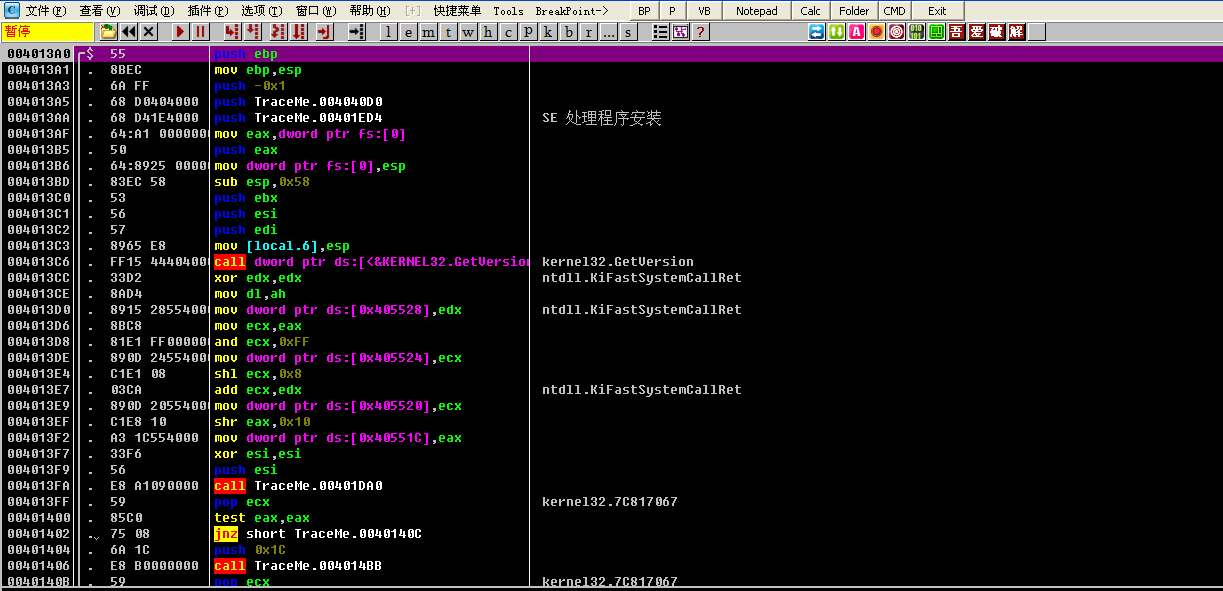 文件(F) 查看(V) 调试(D) 插件(P) 选项(T) 窗口(W) 帮助(H) [+] 快捷菜单 Tools BreakPoint-> BP P VB Notepad Calc Folder CMD Exit
暂停 l e m t w h c p k b r ... s ? A 吾 爱 破 解
004013A0 $ 55 push ebp
004013A1 . 8BEC mov ebp,esp
004013A3 . 6A FF push -0x1
004013A5 . 68 D0404000 push TraceMe.004040D0
004013AA . 68 D41E4000 push TraceMe.00401ED4 SE 处理程序安装
004013AF . 64:A1 0000000 mov eax,dword ptr fs:[0]
004013B5 . 50 push eax
004013B6 . 64:8925 0000 mov dword ptr fs:[0],esp
004013BD . 83EC 58 sub esp,0x58
004013C0 . 53 push ebx
004013C1 . 56 push esi
004013C2 . 57 push edi
004013C3 . 8965 E8 mov [local.6],esp
004013C6 . FF15 4440400 call dword ptr ds:[<&KERNEL32.GetVersion kernel32.GetVersion
004013CC . 33D2 xor edx,edx ntdll.KiFastSystemCallRet
004013CE . 8AD4 mov dl,ah
004013D0 . 8915 2855400 mov dword ptr ds:[0x405528],edx ntdll.KiFastSystemCallRet
004013D6 . 8BC8 mov ecx,eax
004013D8 . 81E1 FF00000 and ecx,0xFF
004013DE . 890D 2455400 mov dword ptr ds:[0x405524],ecx
004013E4 . C1E1 08 shl ecx,0x8
004013E7 . 03CA add ecx,edx ntdll.KiFastSystemCallRet
004013E9 . 890D 2055400 mov dword ptr ds:[0x405520],ecx
004013EF . C1E8 10 shr eax,0x10
004013F2 . A3 1C554000 mov dword ptr ds:[0x40551C],eax
004013F7 . 33F6 xor esi,esi
004013F9 . 56 push esi
004013FA . E8 A1090000 call TraceMe.00401DA0
004013FF . 59 pop ecx kernel32.7C817067
00401400 . 85C0 test eax,eax
00401402 . 75 08 jnz short TraceMe.0040140C
00401404 . 6A 1C push 0x1C
00401406 . E8 B0000000 call TraceMe.004014BB
0040140B . 59 pop ecx kernel32.7C817067